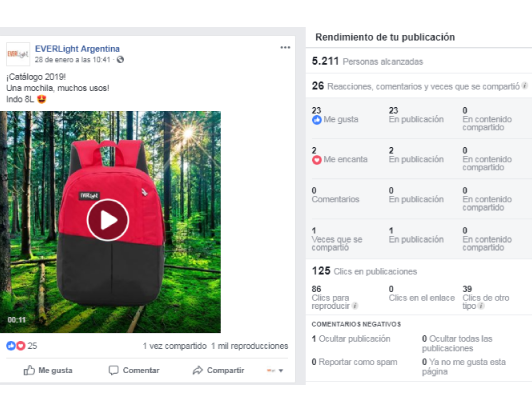 EVERLight
EVERLight Argentina
28 de enero a las 10:41 ·
¡Catálogo 2019!
Una mochila, muchos usos!
Indo 8L 😍
EVERLight
00:11
25
1 vez compartido 1 mil reproducciones
Me gusta Comentar Compartir
Rendimiento de tu publicación
5.211 Personas alcanzadas
26 Reacciones, comentarios y veces que se compartió
23 23 0
Me gusta En publicación En contenido
compartido
2 2 0
Me encanta En publicación En contenido
compartido
0 0 0
Comentarios En publicación En contenido
compartido
1 1 0
Veces que se En publicación En contenido
compartió compartido
125 Clics en publicaciones
86 0 39
Clics para Clics en el enlace Clics de otro
reproducir tipo
COMENTARIOS NEGATIVOS
1 Ocultar publicación 0 Ocultar todas las
publicaciones
0 Reportar como spam 0 Ya no me gusta esta
página